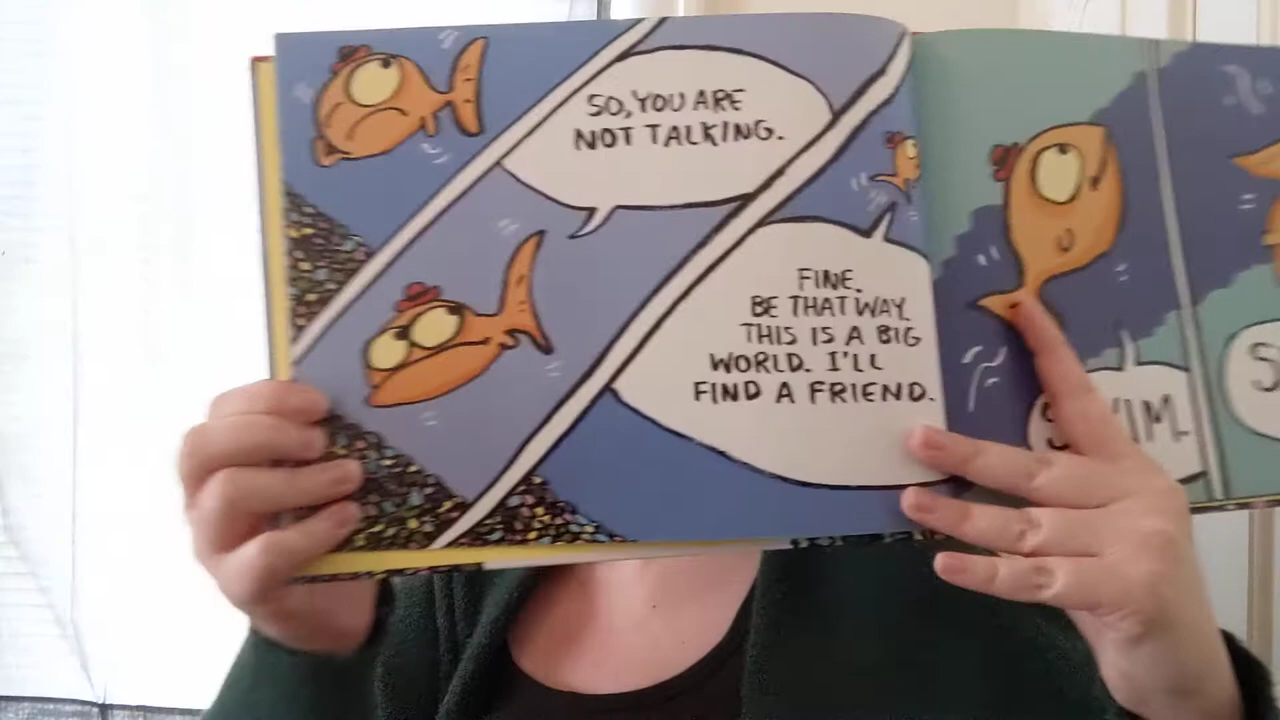 SO, YOU ARE
NOT TALKING.
FINE.
BE THAT WAY.
THIS IS A BIG
WORLD. I'LL
FIND A FRIEND.